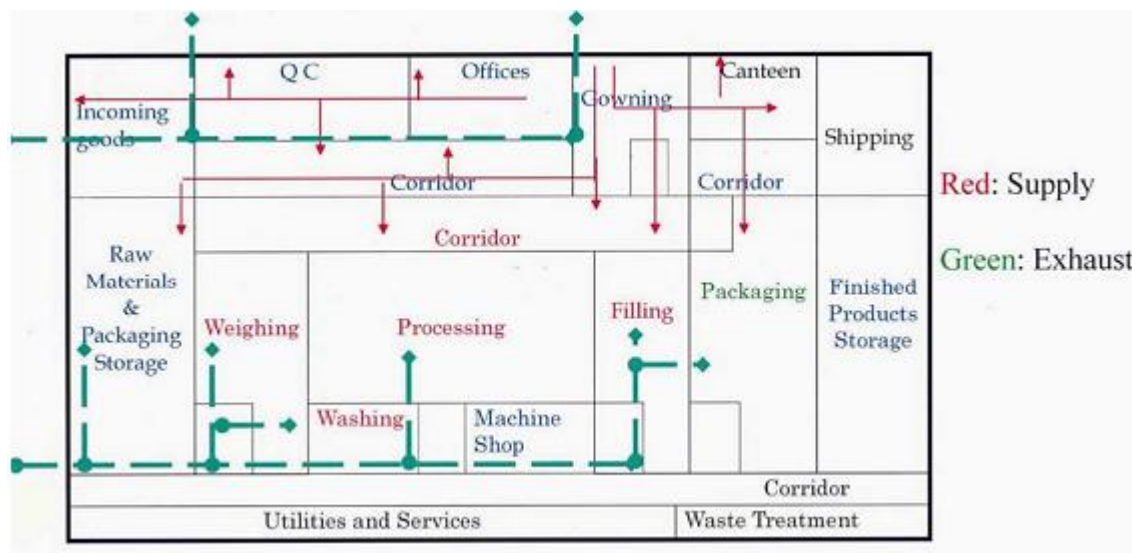 Q C
Offices
Canteen
Incoming
goods
Gowning
Shipping
Corridor
Corridor
Red: Supply
Corridor
Green: Exhaust
Raw
Materials
&
Packaging
Storage
Weighing
Processing
Filling
Packaging
Finished
Products
Storage
Washing
Machine
Shop
Corridor
Utilities and Services
Waste Treatment